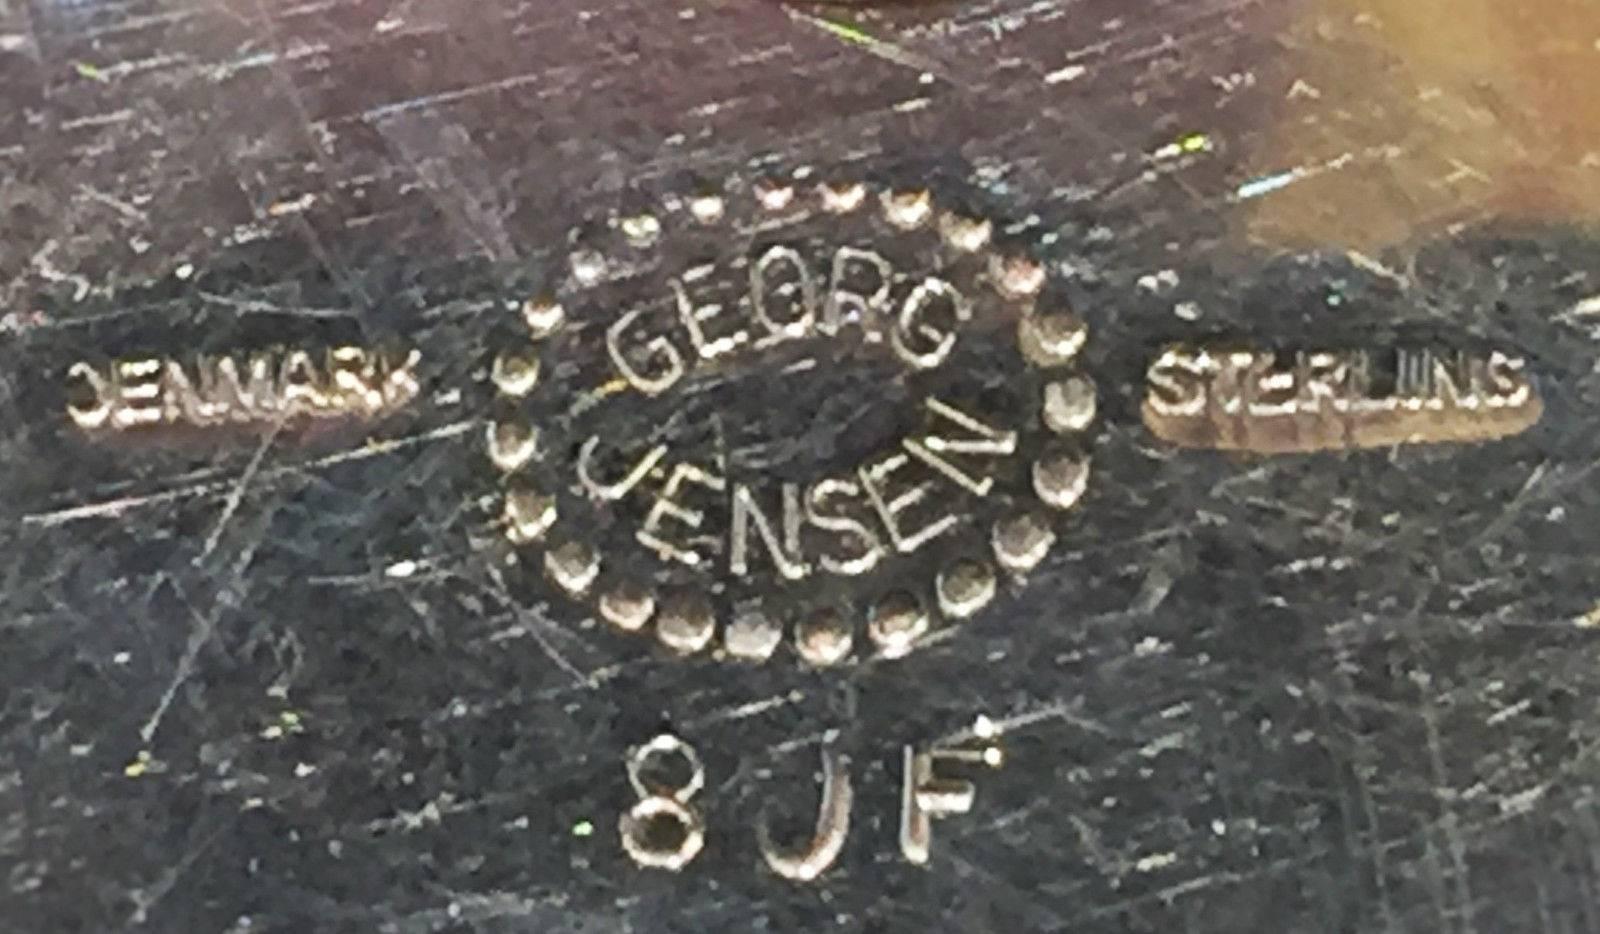 GEORG
DENMARK STERLING
JENSEN
8JF